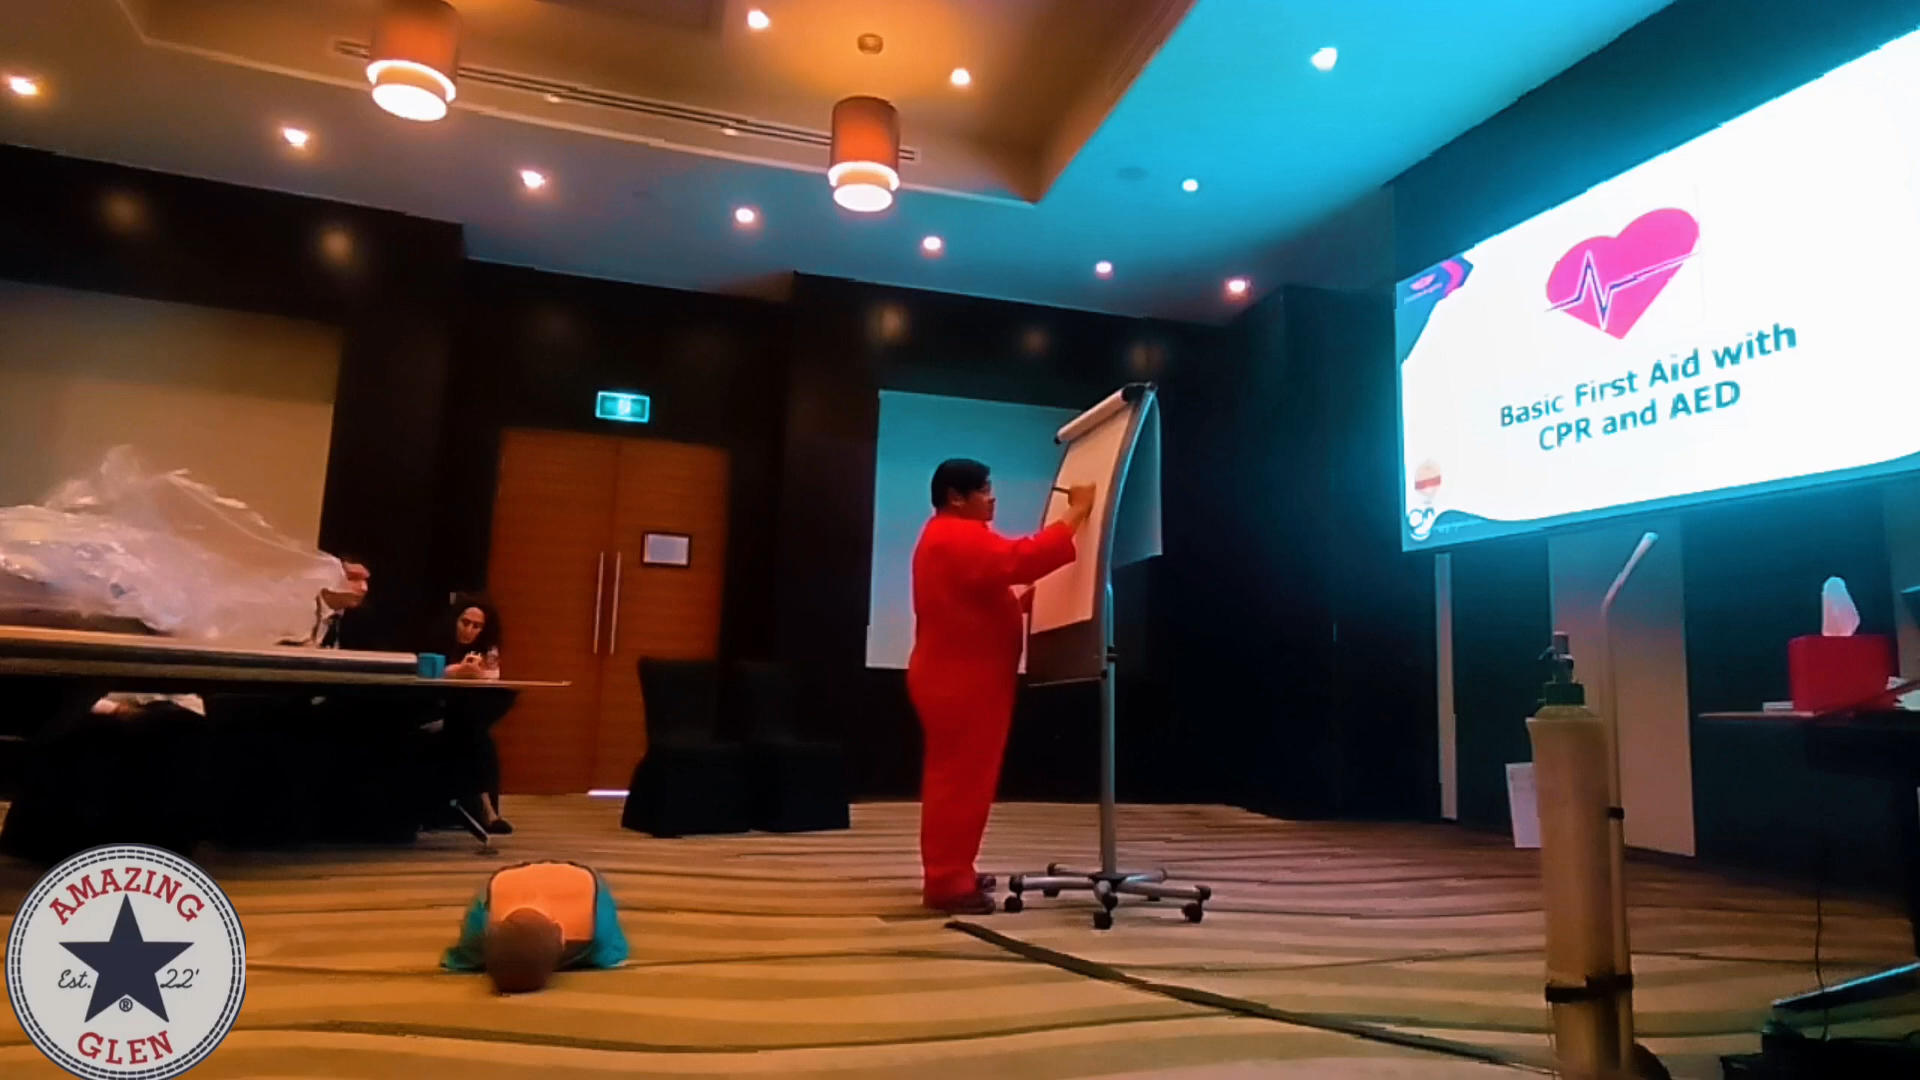 Basic First Aid with
CPR and AED
AMAZING
Est. 22'
®
GLEN